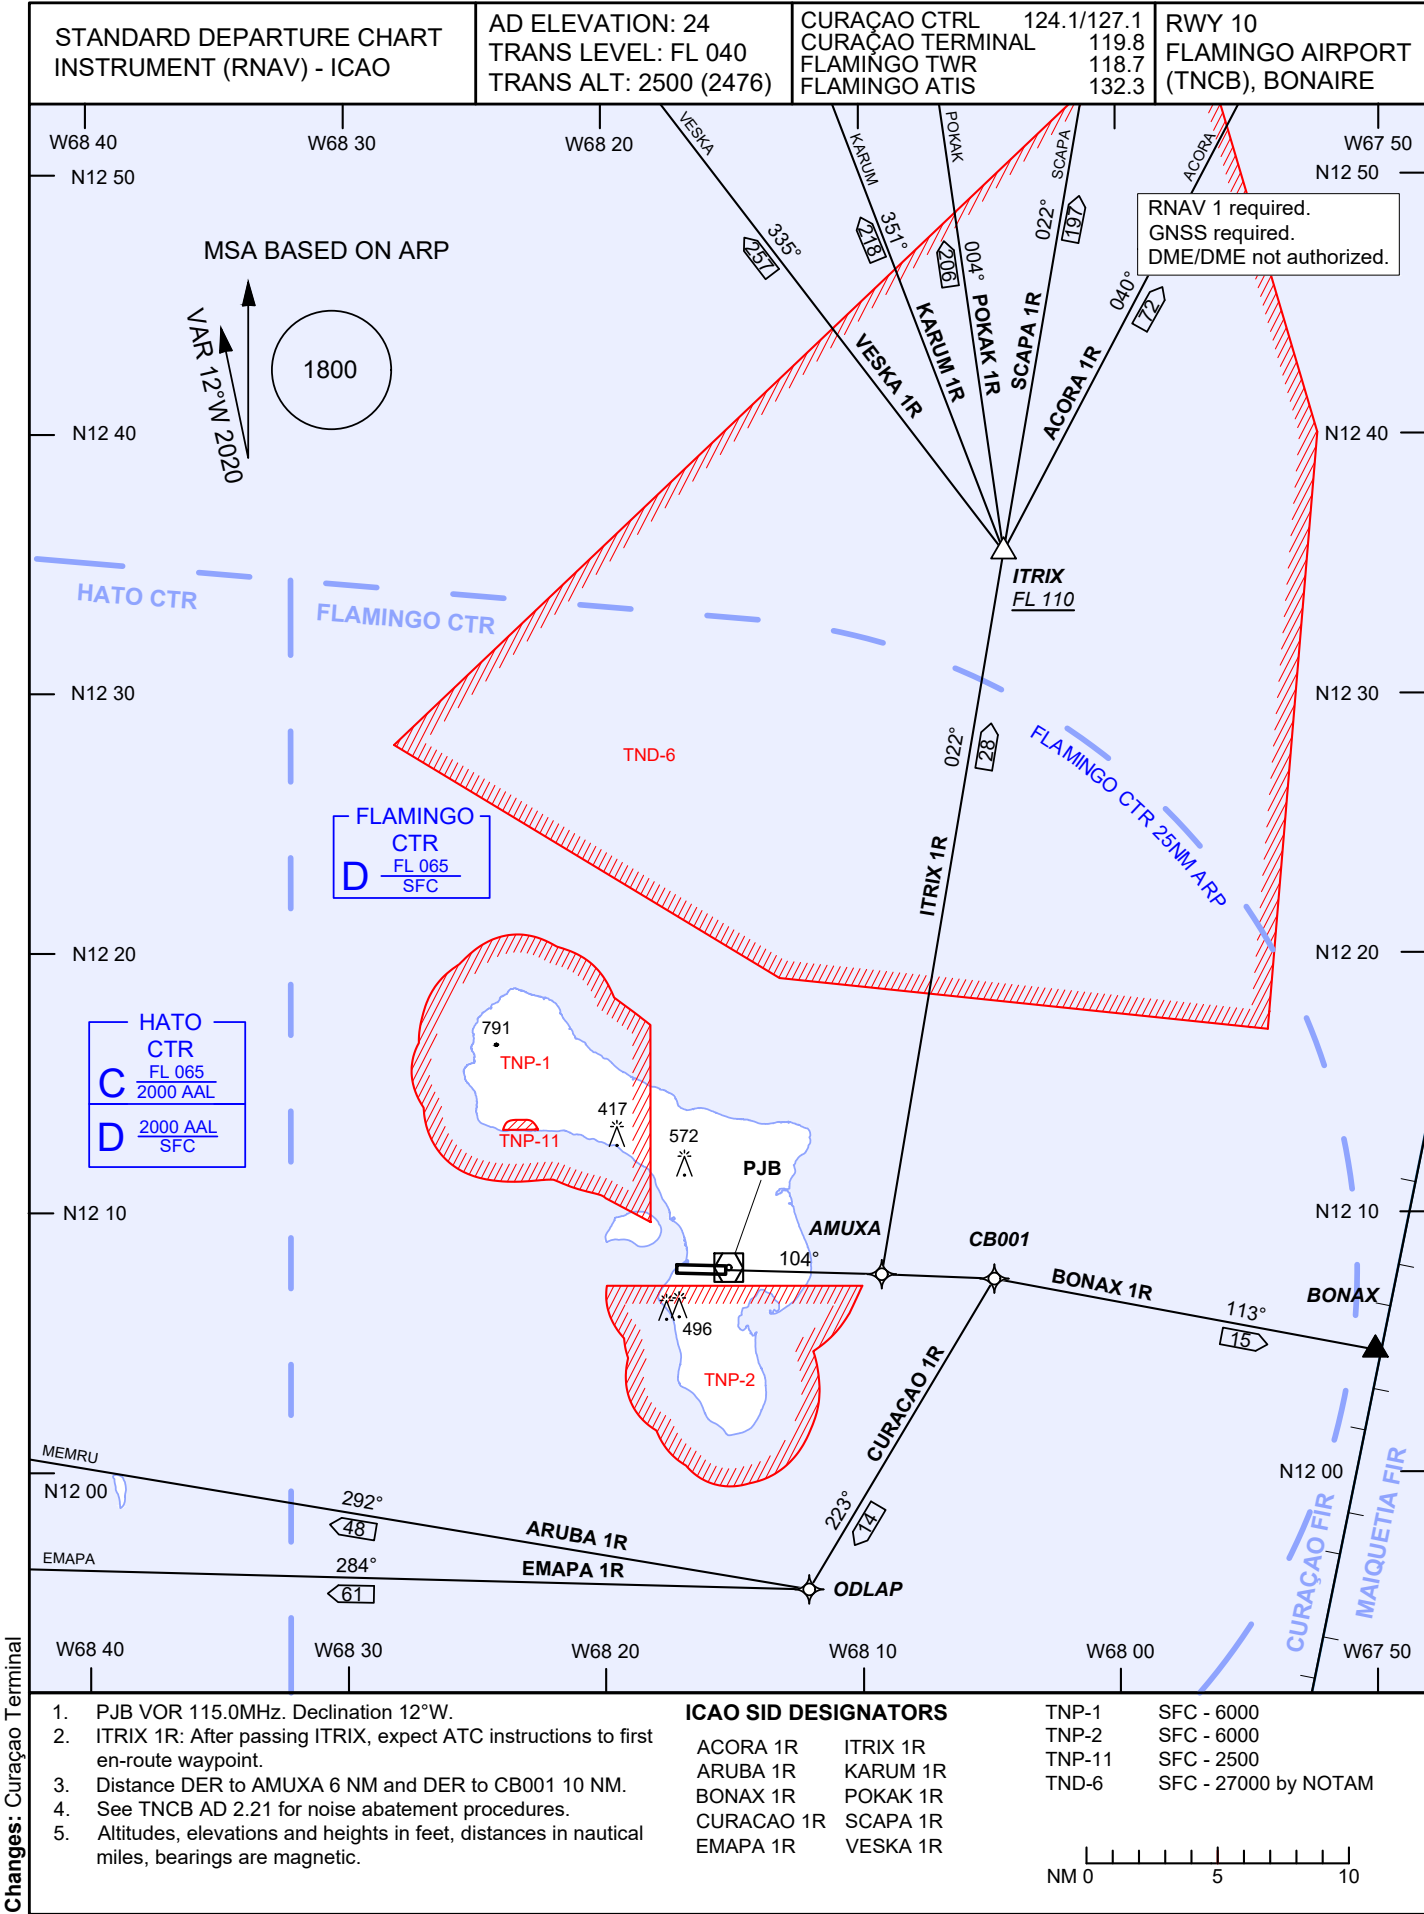 STANDARD DEPARTURE CHART
INSTRUMENT (RNAV) - ICAO
AD ELEVATION: 24
TRANS LEVEL: FL 040
TRANS ALT: 2500 (2476)
CURAÇAO CTRL 124.1/127.1
CURAÇAO TERMINAL 119.8
FLAMINGO TWR 118.7
FLAMINGO ATIS 132.3
RWY 10
FLAMINGO AIRPORT
(TNCB), BONAIRE
W68 40
W68 30
W68 20
W67 50
N12 50
N12 50
VESKA
KARUM
POKAK
SCAPA
ACORA
RNAV 1 required.
GNSS required.
DME/DME not authorized.
MSA BASED ON ARP
VAR 12°W 2020
1800
335°
257
351°
218
004°
206
022°
197
040°
72
VESKA 1R
KARUM 1R
POKAK 1R
SCAPA 1R
ACORA 1R
N12 40
N12 40
ITRIX
FL 110
HATO CTR
FLAMINGO CTR
N12 30
N12 30
TND-6
022°
28
FLAMINGO CTR 25NM ARP
ITRIX 1R
FLAMINGO
CTR
D FL 065
SFC
N12 20
N12 20
HATO
CTR
C FL 065
2000 AAL
D 2000 AAL
SFC
791
TNP-1
417
TNP-11
572
PJB
N12 10
N12 10
AMUXA
CB001
104°
BONAX 1R
BONAX
113°
15
496
TNP-2
CURACAO 1R
223°
14
MEMRU
N12 00
N12 00
292°
48
ARUBA 1R
EMAPA
284°
61
EMAPA 1R
ODLAP
CURAÇAO FIR
MAIQUETIA FIR
W68 40
W68 30
W68 20
W68 10
W68 00
W67 50
1. PJB VOR 115.0MHz. Declination 12°W.
2. ITRIX 1R: After passing ITRIX, expect ATC instructions to first
en-route waypoint.
3. Distance DER to AMUXA 6 NM and DER to CB001 10 NM.
4. See TNCB AD 2.21 for noise abatement procedures.
5. Altitudes, elevations and heights in feet, distances in nautical
miles, bearings are magnetic.
ICAO SID DESIGNATORS
ACORA 1R ITRIX 1R
ARUBA 1R KARUM 1R
BONAX 1R POKAK 1R
CURACAO 1R SCAPA 1R
EMAPA 1R VESKA 1R
TNP-1 SFC - 6000
TNP-2 SFC - 6000
TNP-11 SFC - 2500
TND-6 SFC - 27000 by NOTAM
NM 0 5 10
Changes: Curaçao Terminal